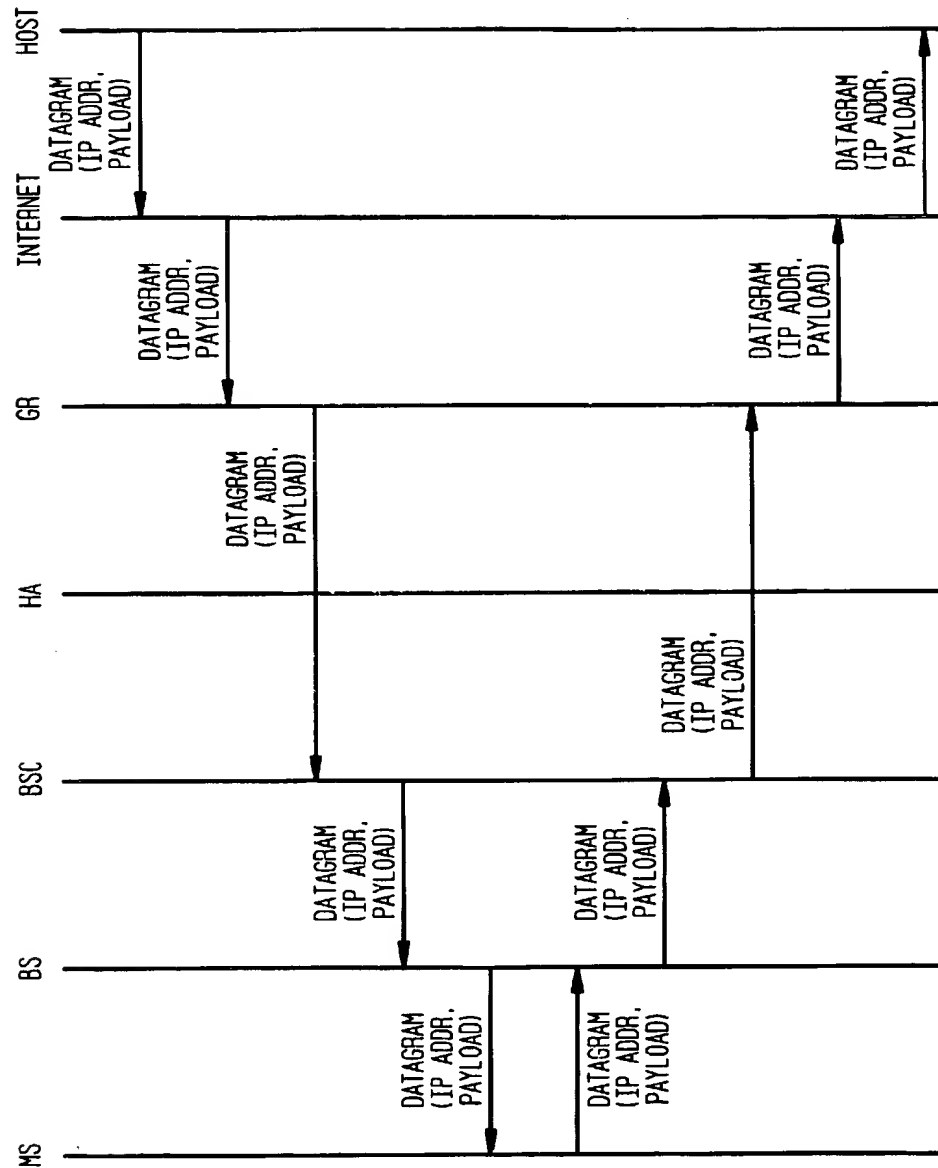 MS
BS
BSC
HA
GR
INTERNET
HOST
DATAGRAM
(IP ADDR,
PAYLOAD)
DATAGRAM
(IP ADDR,
PAYLOAD)
DATAGRAM
(IP ADDR,
PAYLOAD)
DATAGRAM
(IP ADDR,
PAYLOAD)
DATAGRAM
(IP ADDR,
PAYLOAD)
DATAGRAM
(IP ADDR,
PAYLOAD)
DATAGRAM
(IP ADDR,
PAYLOAD)
DATAGRAM
(IP ADDR,
PAYLOAD)
DATAGRAM
(IP ADDR,
PAYLOAD)
DATAGRAM
(IP ADDR,
PAYLOAD)